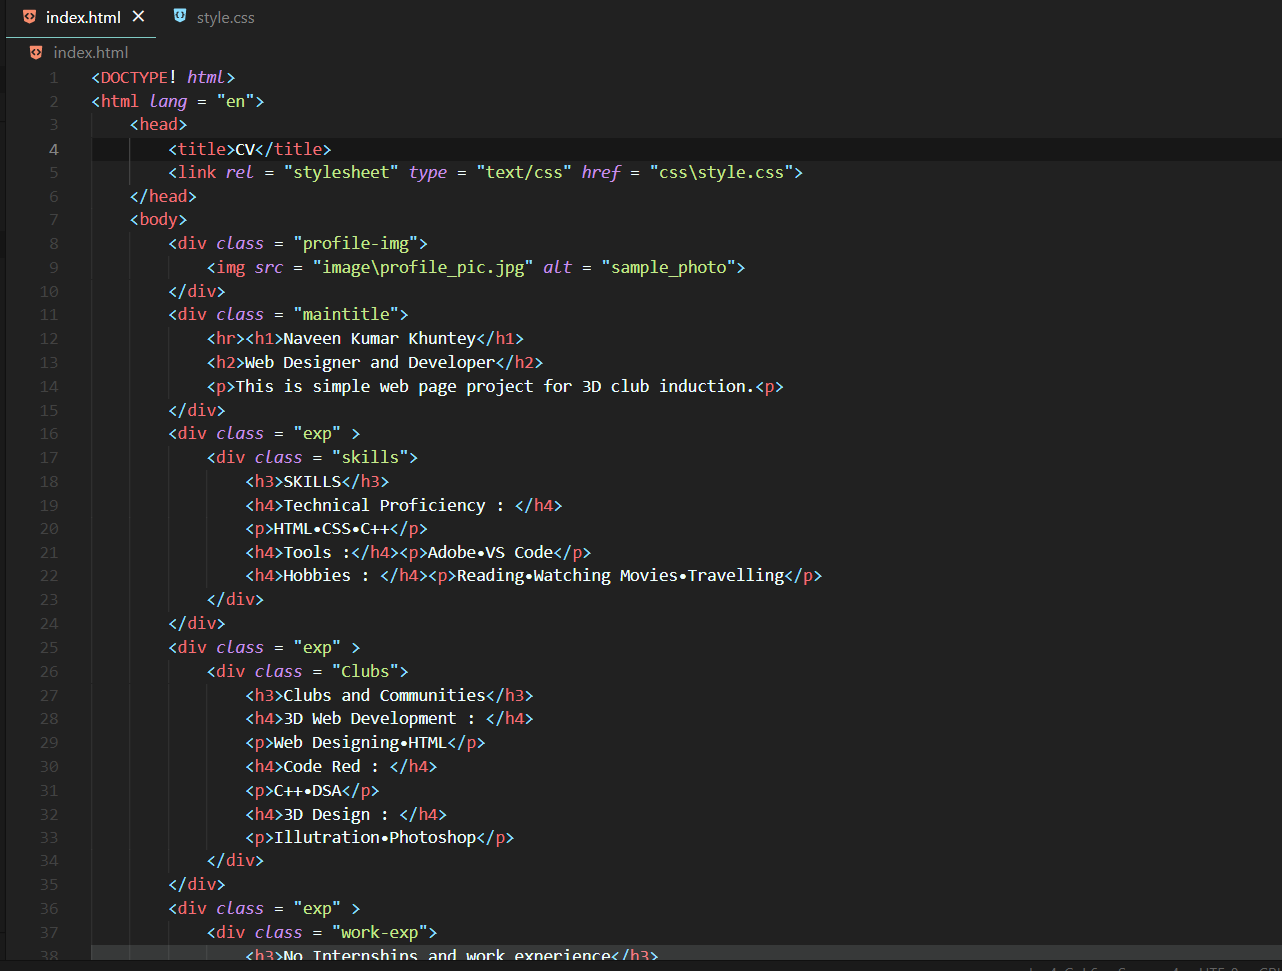 index.html × style.css
index.html
1 <DOCTYPE! html>
2 <html lang = "en">
3 <head>
4 <title>CV</title>
5 <link rel = "stylesheet" type = "text/css" href = "css\style.css">
6 </head>
7 <body>
8 <div class = "profile-img">
9 <img src = "image\profile_pic.jpg" alt = "sample_photo">
10 </div>
11 <div class = "maintitle">
12 <hr><h1>Naveen Kumar Khuntey</h1>
13 <h2>Web Designer and Developer</h2>
14 <p>This is simple web page project for 3D club induction.<p>
15 </div>
16 <div class = "exp" >
17 <div class = "skills">
18 <h3>SKILLS</h3>
19 <h4>Technical Proficiency : </h4>
20 <p>HTML•CSS•C++</p>
21 <h4>Tools :</h4><p>Adobe•VS Code</p>
22 <h4>Hobbies : </h4><p>Reading•Watching Movies•Travelling</p>
23 </div>
24 </div>
25 <div class = "exp" >
26 <div class = "Clubs">
27 <h3>Clubs and Communities</h3>
28 <h4>3D Web Development : </h4>
29 <p>Web Designing•HTML</p>
30 <h4>Code Red : </h4>
31 <p>C++•DSA</p>
32 <h4>3D Design : </h4>
33 <p>Illutration•Photoshop</p>
34 </div>
35 </div>
36 <div class = "exp" >
37 <div class = "work-exp">
38 <h3>No Internships and work experience</h3>